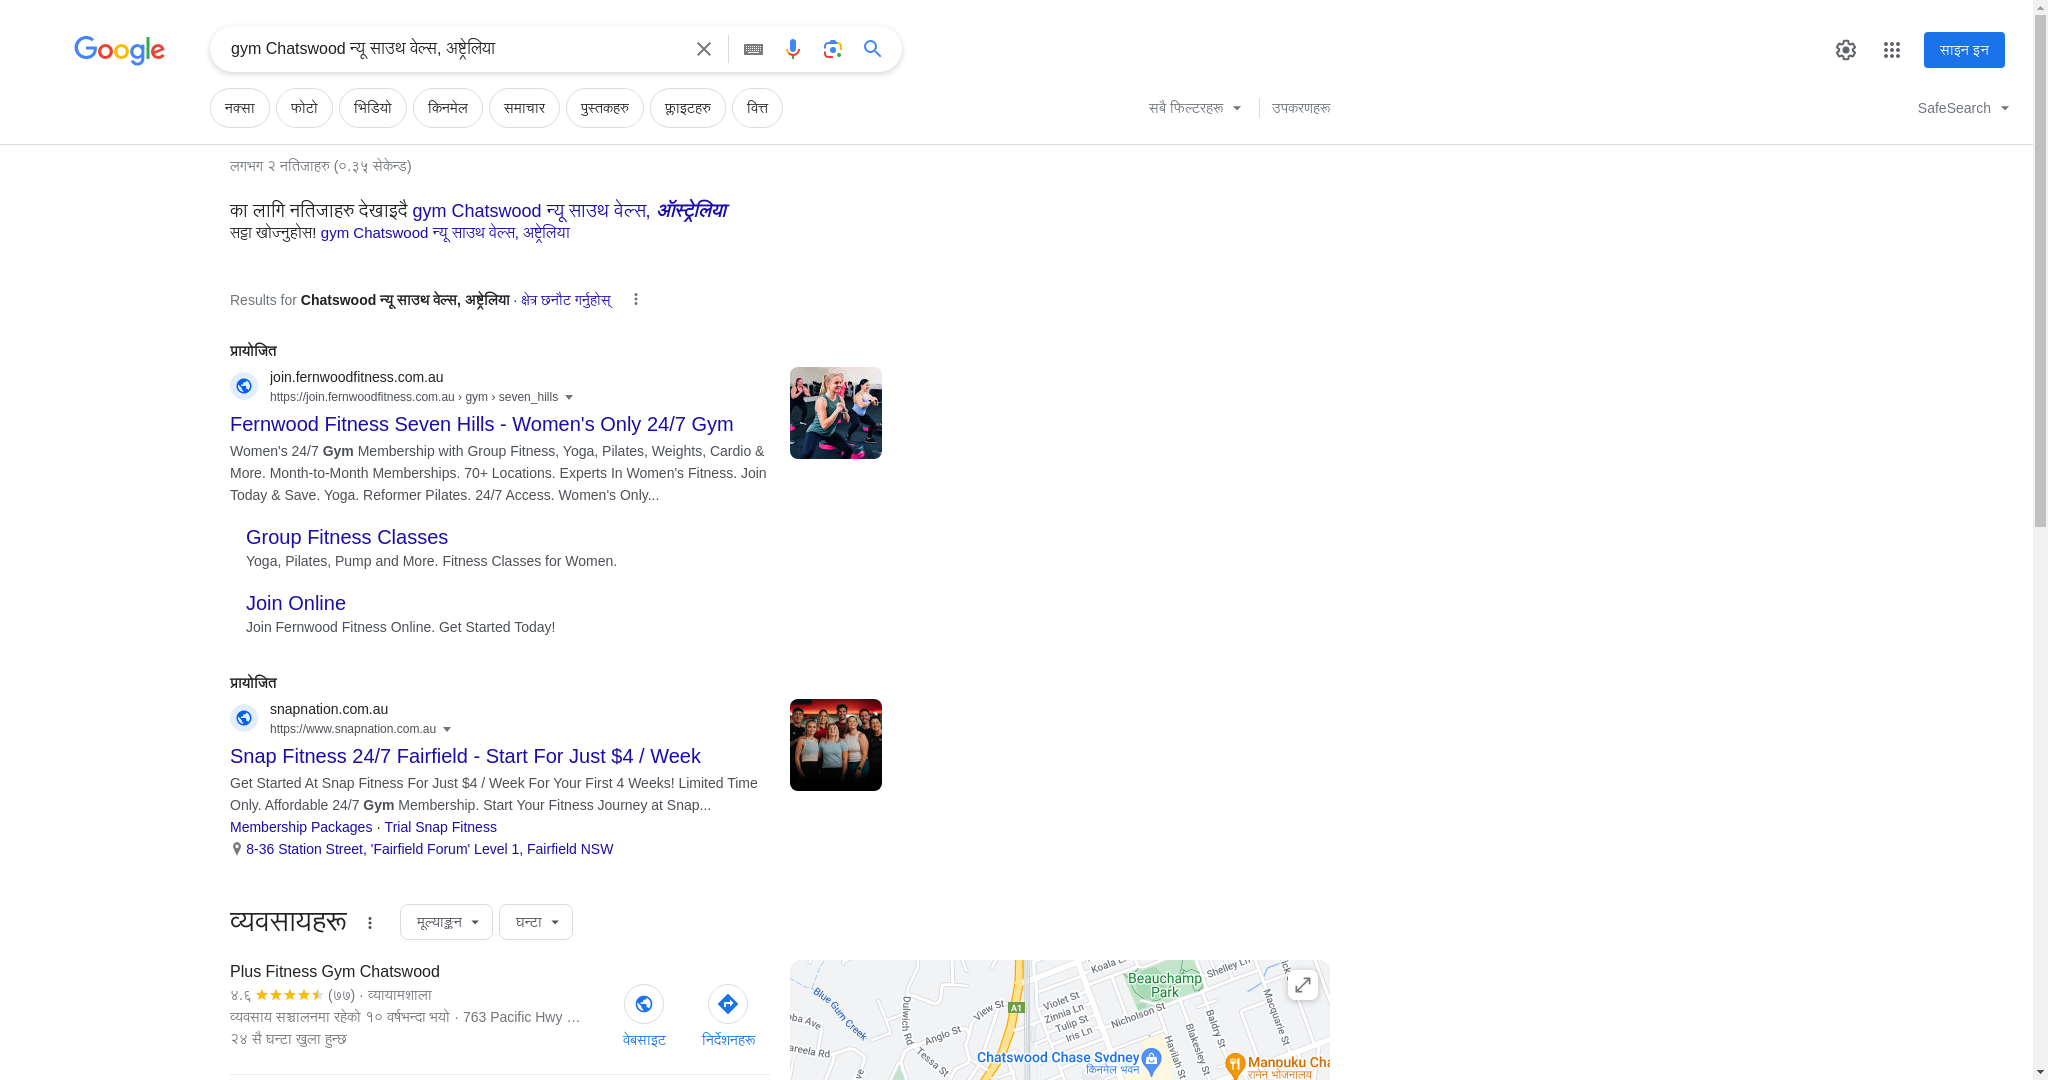 Google
gym Chatswood न्यू साउथ वेल्स, अष्ट्रेलिया
साइन इन
नक्सा
फोटो
भिडियो
किनमेल
समाचार
पुस्तकहरु
फ्लाइटहरु
वित्त
सबै फिल्टरहरू
उपकरणहरू
SafeSearch
लगभग २ नतिजाहरु (०.३५ सेकेन्ड)
का लागि नतिजाहरु देखाइदै gym Chatswood न्यू साउथ वेल्स, ऑस्ट्रेलिया
सट्टा खोज्नुहोस! gym Chatswood न्यू साउथ वेल्स, अष्ट्रेलिया
Results for Chatswood न्यू साउथ वेल्स, अष्ट्रेलिया · क्षेत्र छनौट गर्नुहोस्
प्रायोजित
join.fernwoodfitness.com.au
https://join.fernwoodfitness.com.au › gym › seven_hills
Fernwood Fitness Seven Hills - Women's Only 24/7 Gym
Women's 24/7 Gym Membership with Group Fitness, Yoga, Pilates, Weights, Cardio &
More. Month-to-Month Memberships. 70+ Locations. Experts In Women's Fitness. Join
Today & Save. Yoga. Reformer Pilates. 24/7 Access. Women's Only...
Group Fitness Classes
Yoga, Pilates, Pump and More. Fitness Classes for Women.
Join Online
Join Fernwood Fitness Online. Get Started Today!
प्रायोजित
snapnation.com.au
https://www.snapnation.com.au
Snap Fitness 24/7 Fairfield - Start For Just $4 / Week
Get Started At Snap Fitness For Just $4 / Week For Your First 4 Weeks! Limited Time
Only. Affordable 24/7 Gym Membership. Start Your Fitness Journey at Snap...
Membership Packages · Trial Snap Fitness
8-36 Station Street, 'Fairfield Forum' Level 1, Fairfield NSW
व्यवसायहरू
मूल्याङ्कन
घन्टा
Plus Fitness Gym Chatswood
४.६ (७७) · व्यायामशाला
व्यवसाय सञ्चालनमा रहेको १० वर्षभन्दा भयो · 763 Pacific Hwy ...
२४ सै घन्टा खुला हुन्छ
वेबसाइट
निर्देशनहरू
Koala
Beauchamp
Park
Shelley Ln
Blue Gum Creek
Dulwich Rd
View St
A1
Violet St
Zinnia Ln
Tulip St
Iris Ln
Nicholson St
Macquarie St
Baldry St
Blakesley St
Havilah St
Anglo St
Tessa St
ba Ave
areela Rd
Chatswood Chase Sydney
किनमेल भवन
Manpuku Cha
रामेन भोजनालय